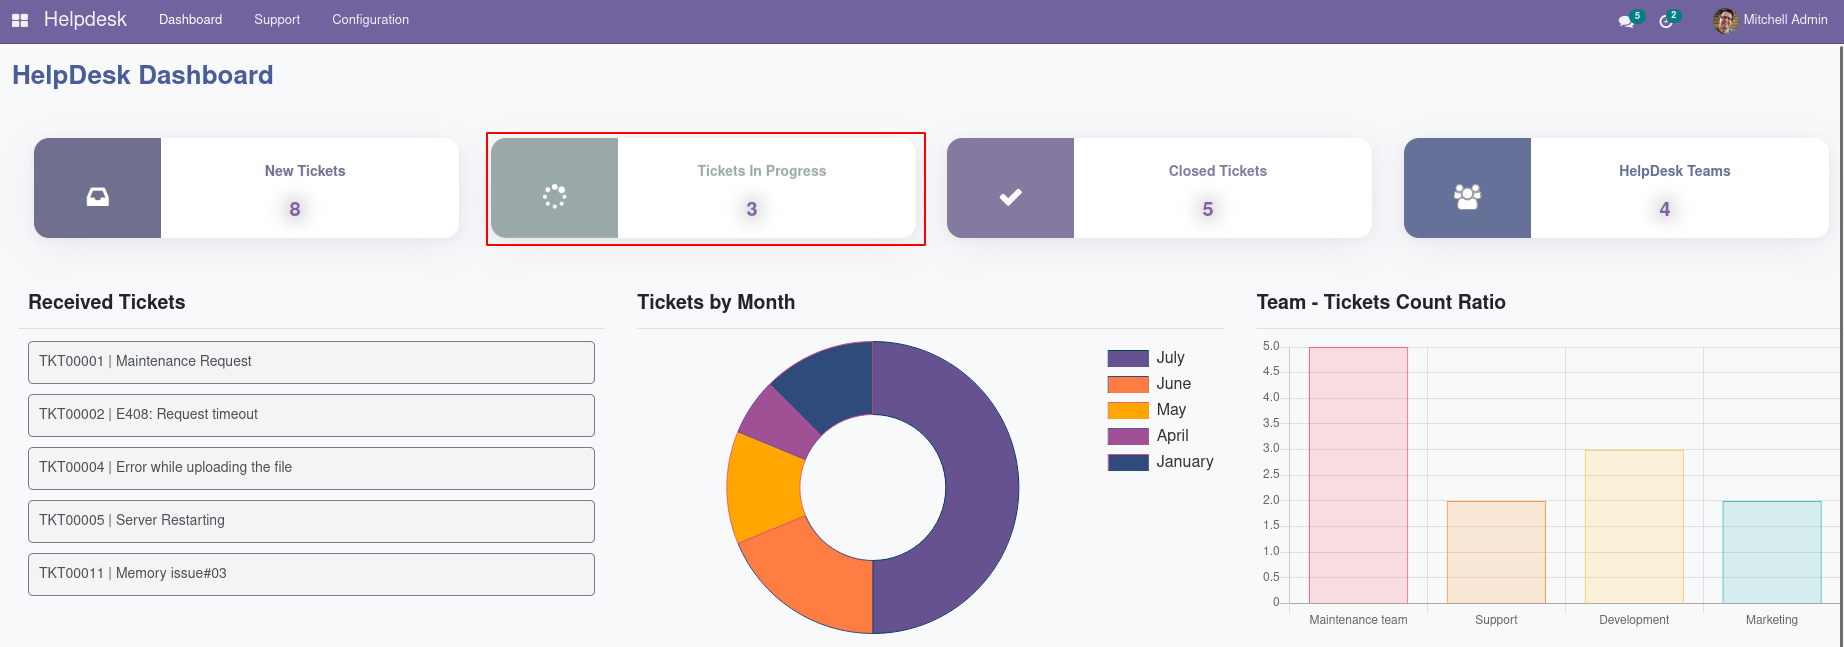 Helpdesk Dashboard Support Configuration 5 2 Mitchell Admin
HelpDesk Dashboard
New Tickets
8
Tickets In Progress
3
Closed Tickets
5
HelpDesk Teams
4
Received Tickets
TKT00001 | Maintenance Request
TKT00002 | E408: Request timeout
TKT00004 | Error while uploading the file
TKT00005 | Server Restarting
TKT00011 | Memory issue#03
Tickets by Month
July
June
May
April
January
Team - Tickets Count Ratio
5.0
4.5
4.0
3.5
3.0
2.5
2.0
1.5
1.0
0.5
0
Maintenance team Support Development Marketing